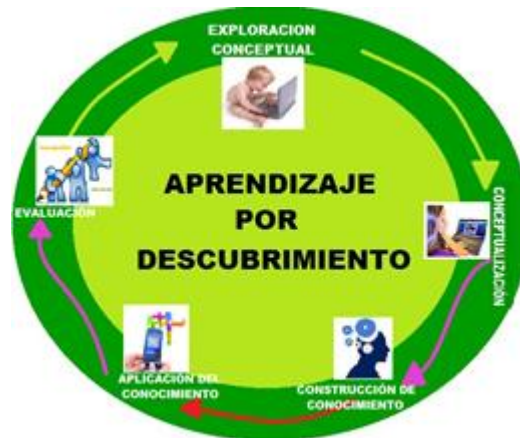 EXPLORACION
CONCEPTUAL
APRENDIZAJE
POR
DESCUBRIMIENTO
CONCEPTUALIZACIÓN
CONSTRUCCIÓN DE
CONOCIMIENTO
APLICACIÓN DEL
CONOCIMIENTO
EVALUACIÓN